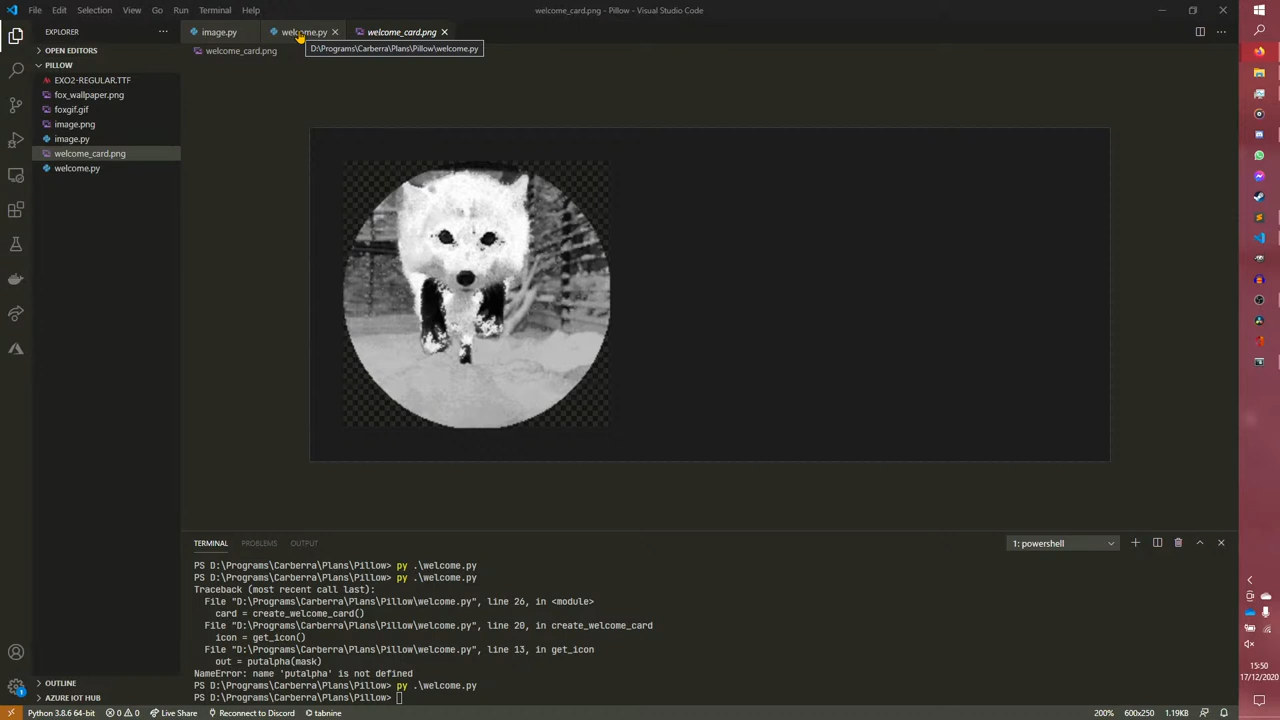 File Edit Selection View Go Run Terminal Help
welcome_card.png - Pillow - Visual Studio Code
EXPLORER
OPEN EDITORS
PILLOW
EXO2-REGULAR.TTF
fox_wallpaper.png
foxgif.gif
image.png
image.py
welcome_card.png
welcome.py
OUTLINE
AZURE IOT HUB
image.py welcome.py welcome_card.png
welcome_card.png
D:\Programs\Carberra\Plans\Pillow\welcome.py
TERMINAL PROBLEMS OUTPUT
1: powershell
PS D:\Programs\Carberra\Plans\Pillow> py .\welcome.py
PS D:\Programs\Carberra\Plans\Pillow> py .\welcome.py
Traceback (most recent call last):
File "D:\Programs\Carberra\Plans\Pillow\welcome.py", line 26, in <module>
card = create_welcome_card()
File "D:\Programs\Carberra\Plans\Pillow\welcome.py", line 20, in create_welcome_card
icon = get_icon()
File "D:\Programs\Carberra\Plans\Pillow\welcome.py", line 13, in get_icon
out = putalpha(mask)
NameError: name 'putalpha' is not defined
PS D:\Programs\Carberra\Plans\Pillow> py .\welcome.py
PS D:\Programs\Carberra\Plans\Pillow>
1
Python 3.8.6 64-bit 0 0 Live Share Reconnect to Discord tabnine
200% 600x250 1.19KB
15:50
17/12/2020